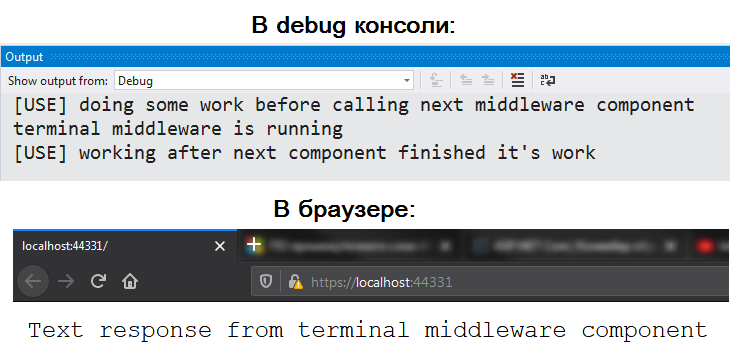 В debug консоли:
Output
Show output from: Debug
[USE] doing some work before calling next middleware component
terminal middleware is running
[USE] working after next component finished it's work
В браузере:
localhost:44331/
https://localhost:44331
Text response from terminal middleware component